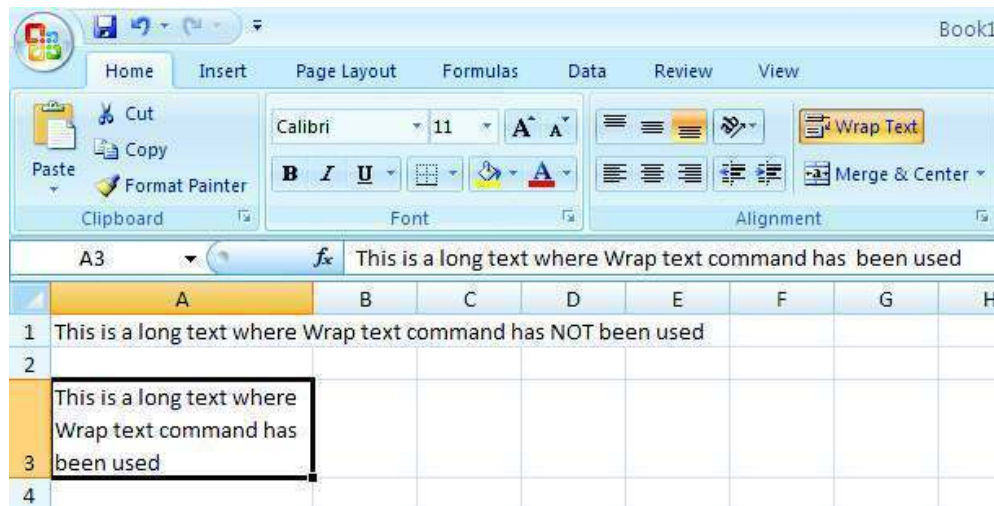 Book1
Home Insert Page Layout Formulas Data Review View
Cut
Copy
Paste
Format Painter
Clipboard
Calibri 11 A A
B I U A
Font
Wrap Text
Merge & Center
Alignment
A3 fx This is a long text where Wrap text command has  been used
A B C D E F G H
1 This is a long text where Wrap text command has NOT been used
2
This is a long text where
Wrap text command has
3 been used
4